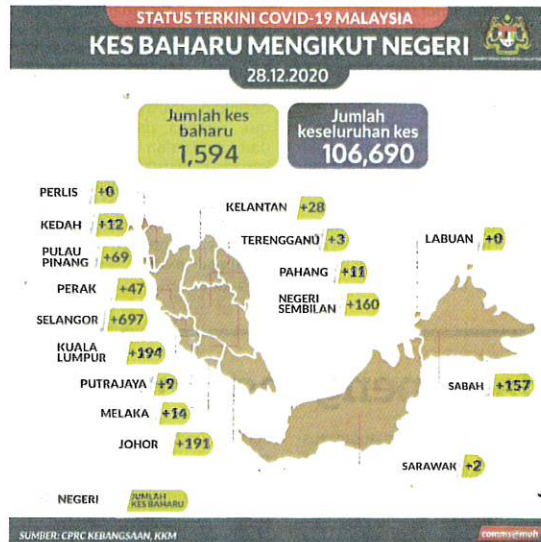 STATUS TERKINI COVID-19 MALAYSIA
KES BAHARU MENGIKUT NEGERI
28.12.2020
Jumlah kes baharu
1,594
Jumlah keseluruhan kes
106,690
PERLIS +0
KEDAH +12
PULAU PINANG +69
PERAK +47
SELANGOR +697
KUALA LUMPUR +194
PUTRAJAYA +9
MELAKA +14
JOHOR +191
KELANTAN +28
TERENGGANU +3
PAHANG +11
NEGERI SEMBILAN +160
LABUAN +0
SABAH +157
SARAWAK +2
NEGERI
JUMLAH KES BAHARU
SUMBER: CPRC KEBANGSAAN, KKM
comms@moh